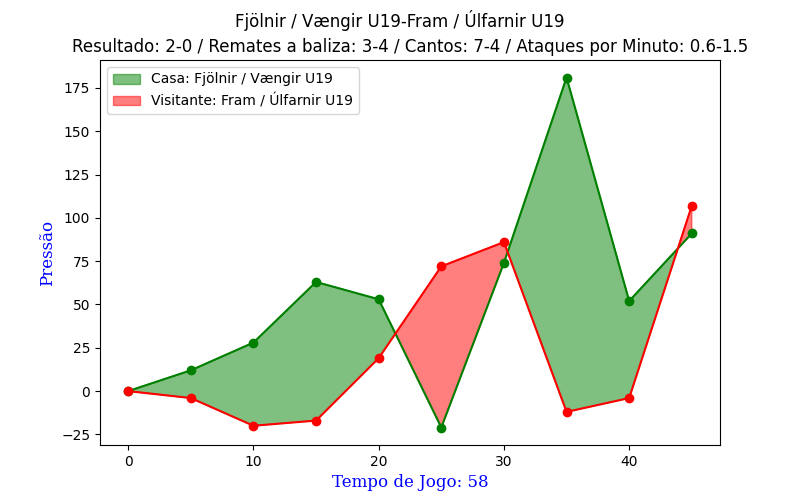 Fjölnir / Vængir U19-Fram / Úlfarnir U19
Resultado: 2-0 / Remates a baliza: 3-4 / Cantos: 7-4 / Ataques por Minuto: 0.6-1.5
Casa: Fjölnir / Vængir U19
Visitante: Fram / Úlfarnir U19
175
150
125
100
75
50
25
0
−25
Pressão
0 10 20 30 40
Tempo de Jogo: 58